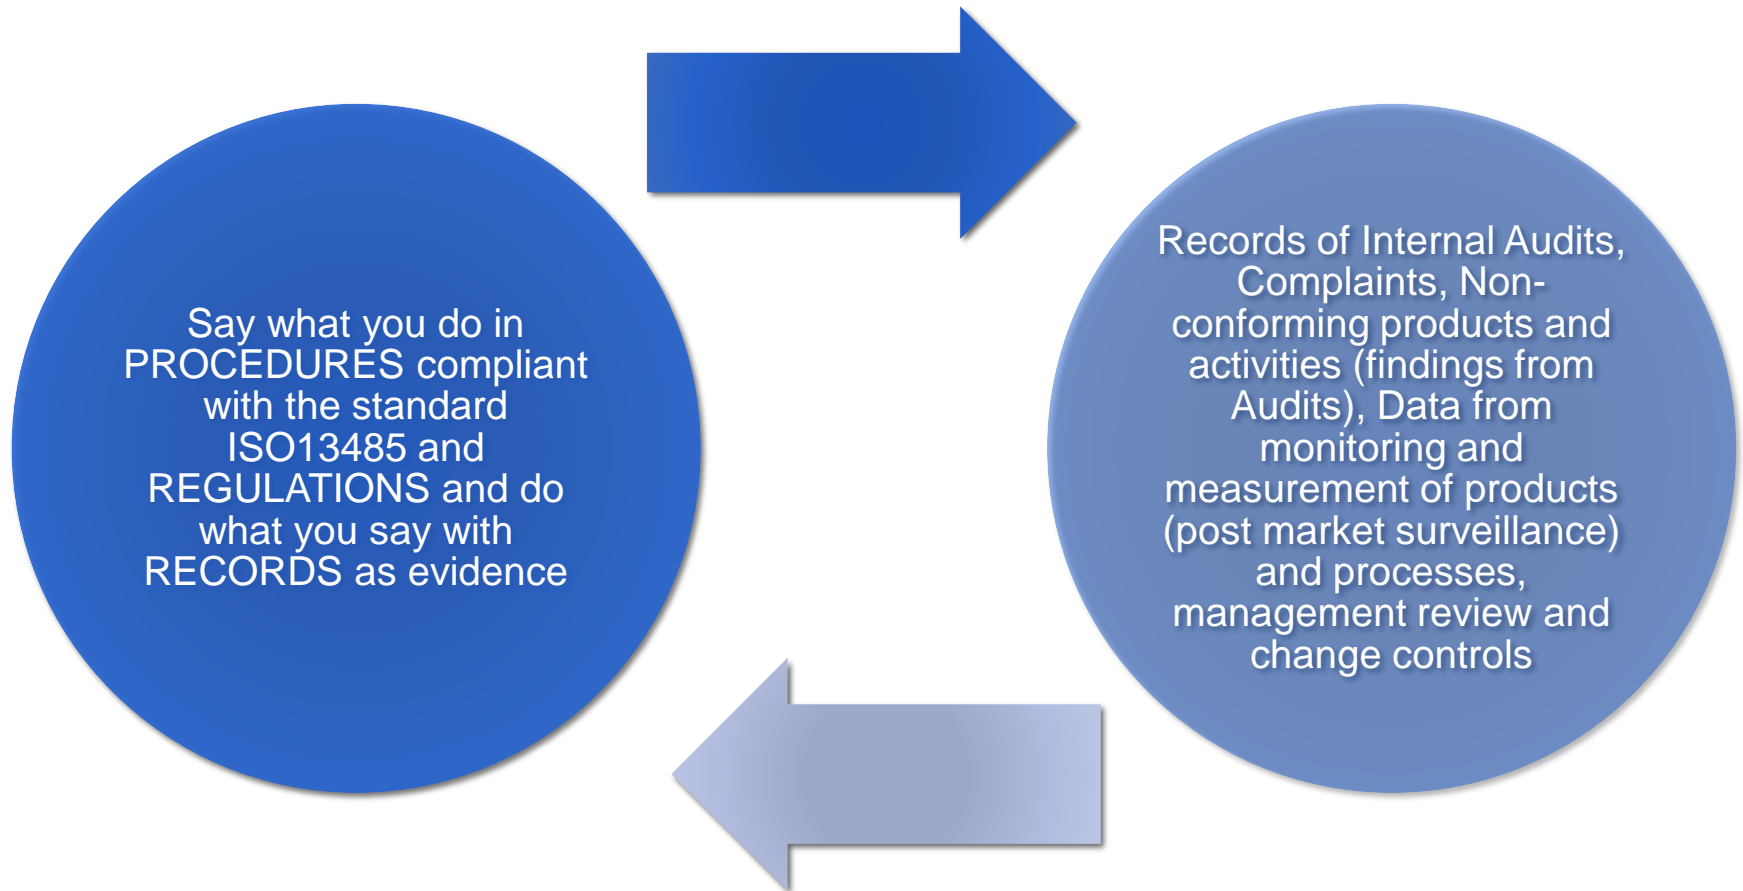 Say what you do in
PROCEDURES compliant
with the standard
ISO13485 and
REGULATIONS and do
what you say with
RECORDS as evidence
Records of Internal Audits,
Complaints, Non-
conforming products and
activities (findings from
Audits), Data from
monitoring and
measurement of products
(post market surveillance)
and processes,
management review and
change controls